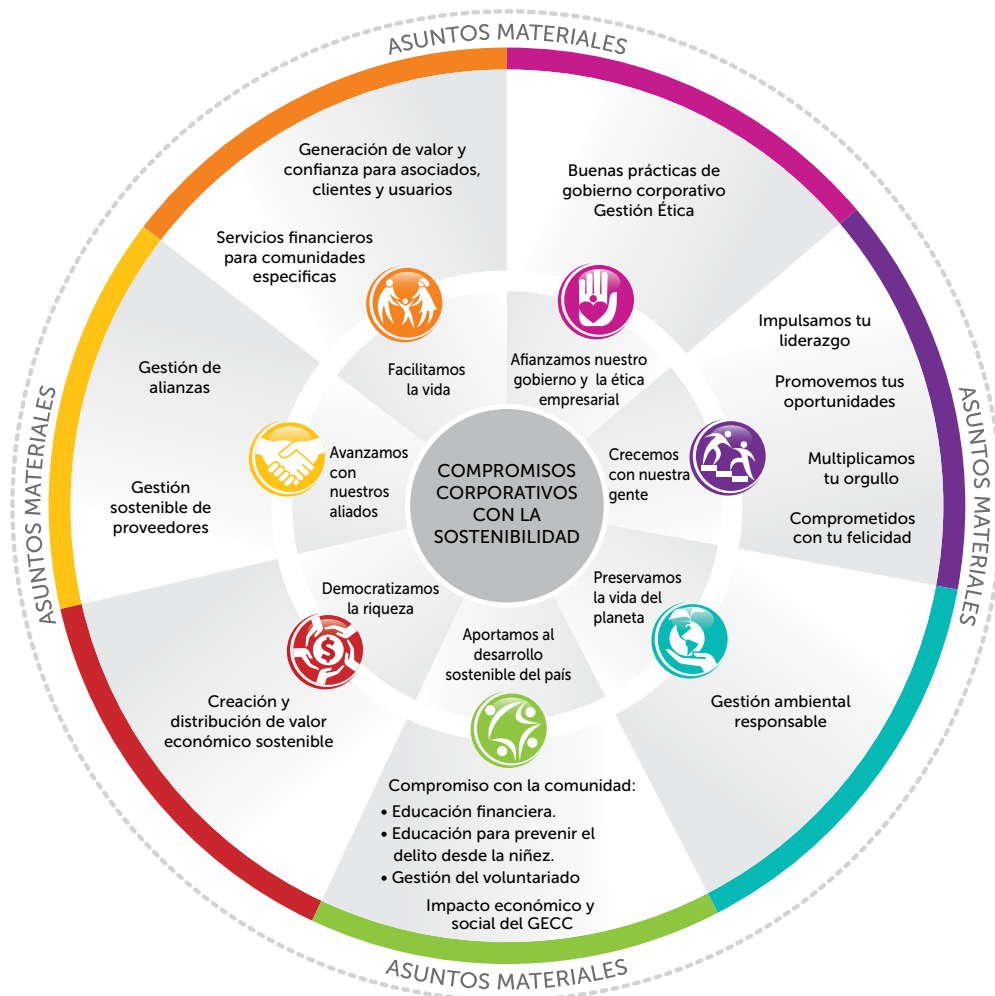 ASUNTOS MATERIALES
Generación de valor y
confianza para asociados,
clientes y usuarios
Servicios financieros
para comunidades
especificas
Buenas prácticas de
gobierno corporativo
Gestión Ética
Impulsamos tu
liderazgo
Promovemos tus
oportunidades
Multiplicamos
tu orgullo
Comprometidos
con tu felicidad
ASUNTOS MATERIALES
Gestión de
alianzas
Gestión
sostenible de
proveedores
ASUNTOS MATERIALES
Facilitamos
la vida
Afianzamos nuestro
gobierno y la ética
empresarial
Avanzamos
con
nuestros
aliados
COMPROMISOS
CORPORATIVOS
CON LA
SOSTENIBILIDAD
Crecemos
con nuestra
gente
Democratizamos
la riqueza
$
Aportamos al
desarrollo
sostenible del país
Preservamos
la vida del
planeta
Creación y
distribución de valor
económico sostenible
Gestión ambiental
responsable
Compromiso con la comunidad:
• Educación financiera.
• Educación para prevenir el
delito desde la niñez.
• Gestión del voluntariado
Impacto económico y
social del GECC
ASUNTOS MATERIALES